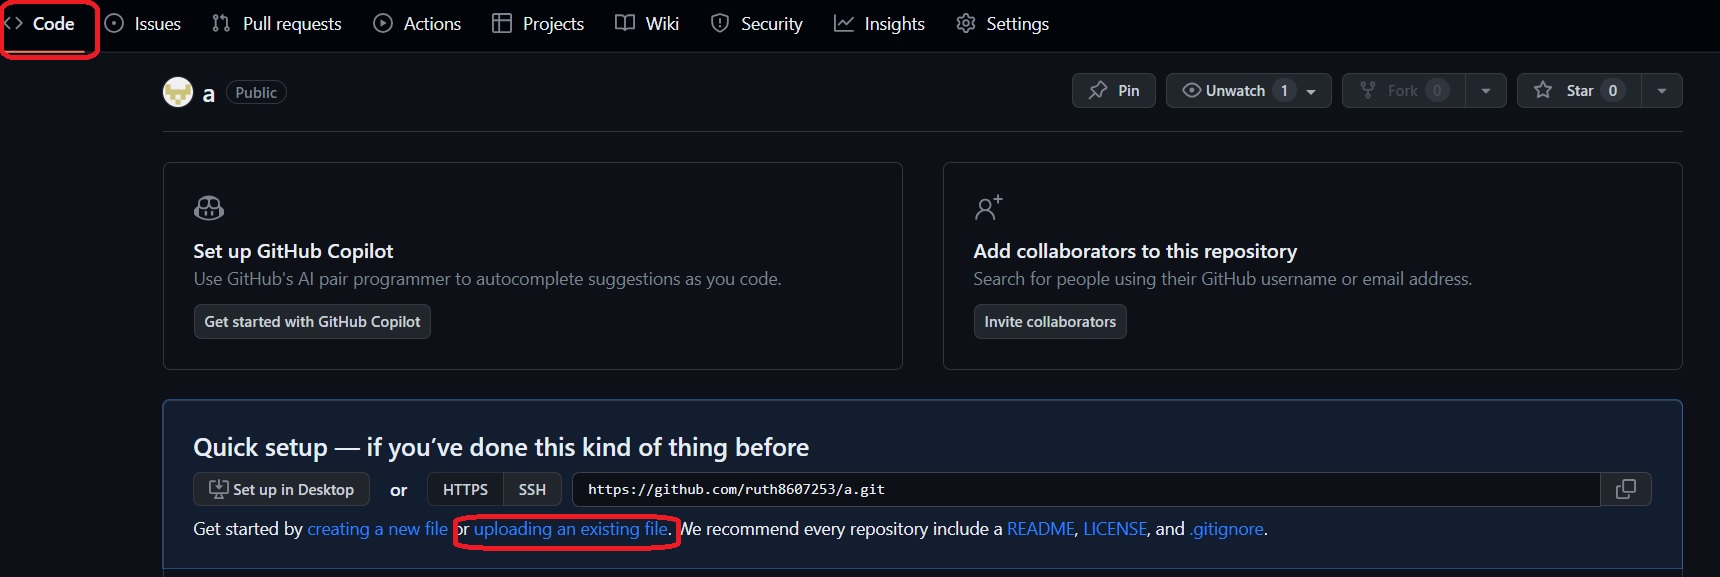 Code Issues Pull requests Actions Projects Wiki Security Insights Settings
a Public Pin Unwatch 1 Fork 0 Star 0
Set up GitHub Copilot
Use GitHub's AI pair programmer to autocomplete suggestions as you code.
Get started with GitHub Copilot
Add collaborators to this repository
Search for people using their GitHub username or email address.
Invite collaborators
Quick setup — if you’ve done this kind of thing before
Set up in Desktop or HTTPS SSH https://github.com/ruth8607253/a.git
Get started by creating a new file or uploading an existing file. We recommend every repository include a README, LICENSE, and .gitignore.